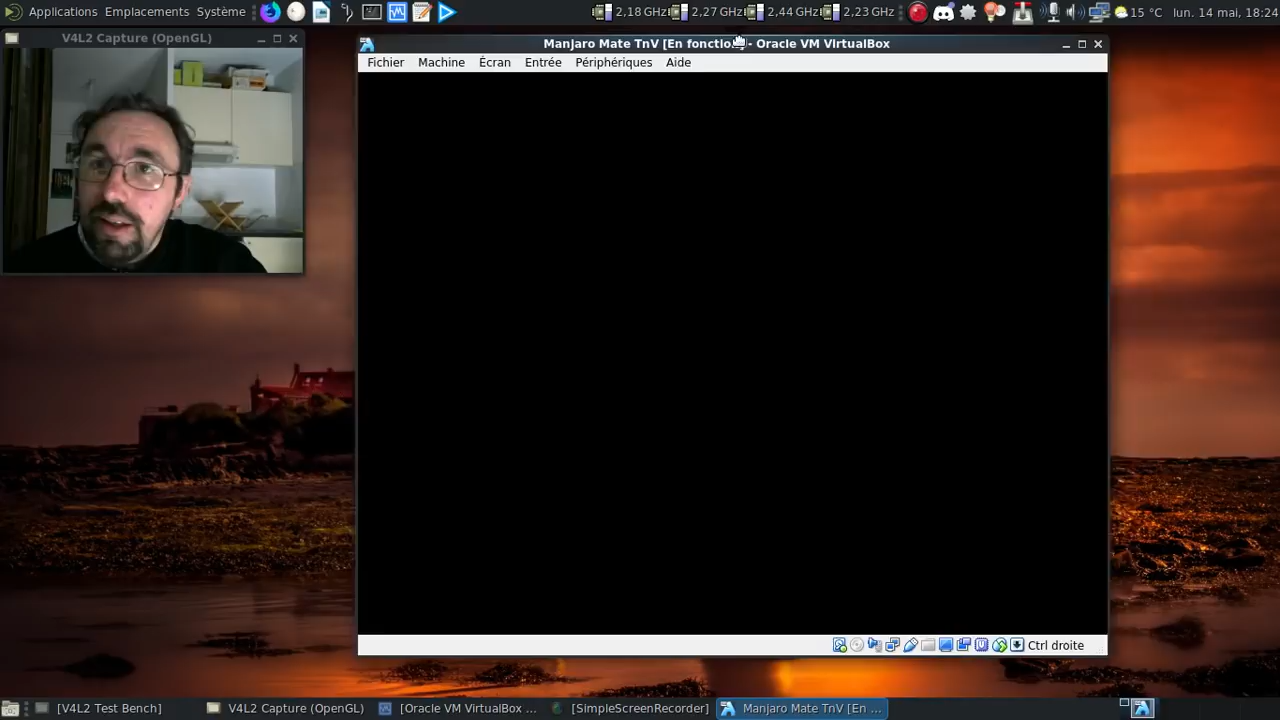 Applications Emplacements Système
2,18 GHz 2,27 GHz 2,44 GHz 2,23 GHz
15 °C lun. 14 mai, 18:24
V4L2 Capture (OpenGL)
Manjaro Mate TnV [En fonctio...] - Oracle VM VirtualBox
Fichier Machine Écran Entrée Périphériques Aide
Ctrl droite
[V4L2 Test Bench]
V4L2 Capture (OpenGL)
[Oracle VM VirtualBox ...
[SimpleScreenRecorder]
Manjaro Mate TnV [En ...